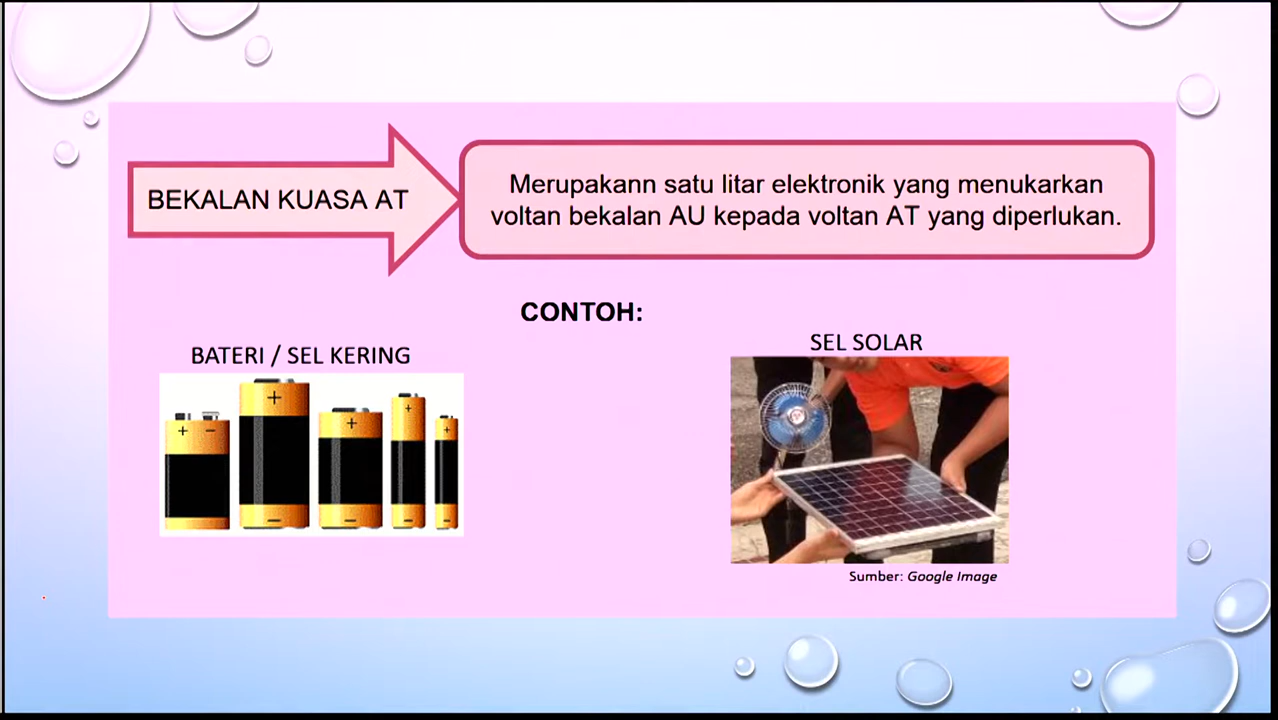 BEKALAN KUASA AT
Merupakann satu litar elektronik yang menukarkan
voltan bekalan AU kepada voltan AT yang diperlukan.
CONTOH:
BATERI / SEL KERING
SEL SOLAR
+ −
+
+
+
+
−
−
−
−
Sumber: Google Image